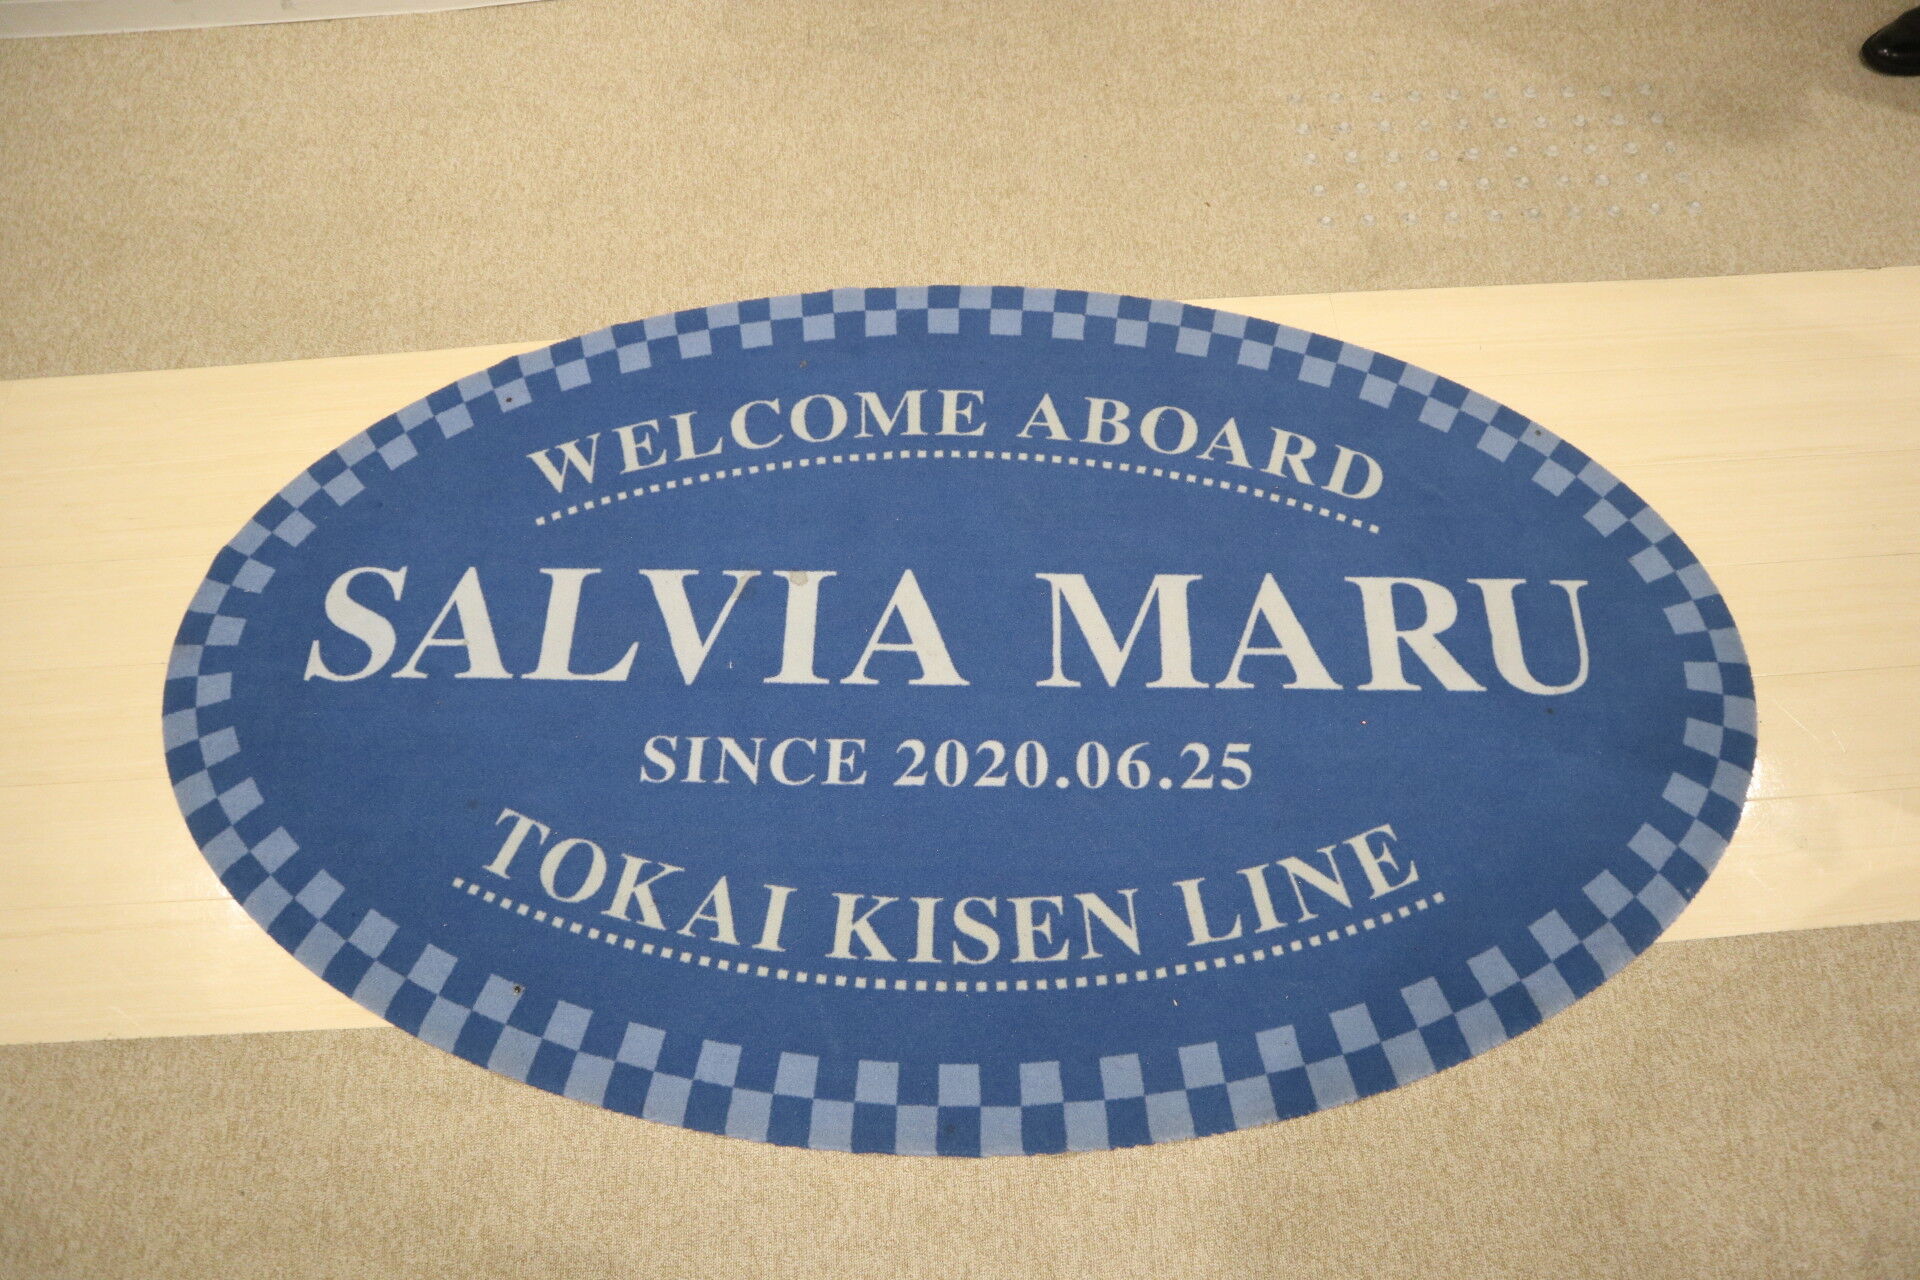 WELCOME ABOARD
SALVIA MARU
SINCE 2020.06.25
TOKAI KISEN LINE